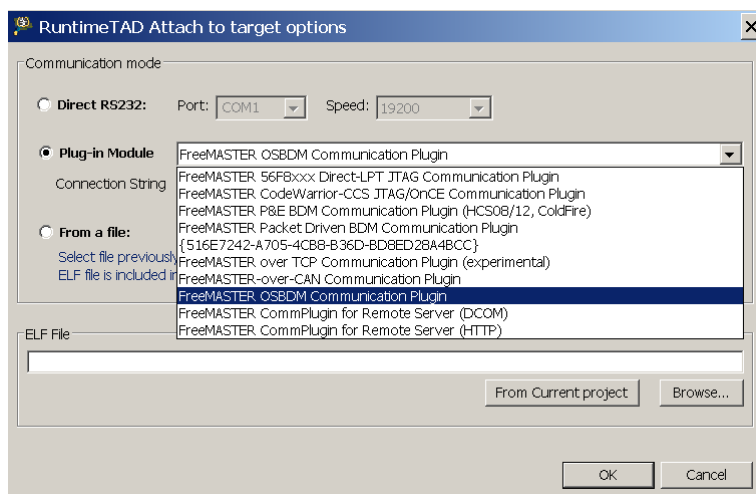 RuntimeTAD Attach to target options
Communication mode
Direct RS232: Port: COM1 Speed: 19200
Plug-in Module FreeMASTER OSBDM Communication Plugin
FreeMASTER 56F8xxx Direct-LPT JTAG Communication Plugin
Connection String
FreeMASTER CodeWarrior-CCS JTAG/OnCE Communication Plugin
FreeMASTER P&E BDM Communication Plugin (HCS08/12, ColdFire)
FreeMASTER Packet Driven BDM Communication Plugin
From a file:
{516E7242-A705-4CB8-B36D-BD8ED28A4BCC}
Select file previously
FreeMASTER over TCP Communication Plugin (experimental)
ELF file is included in
FreeMASTER-over-CAN Communication Plugin
FreeMASTER OSBDM Communication Plugin
FreeMASTER CommPlugin for Remote Server (DCOM)
FreeMASTER CommPlugin for Remote Server (HTTP)
ELF File
From Current project Browse...
OK Cancel